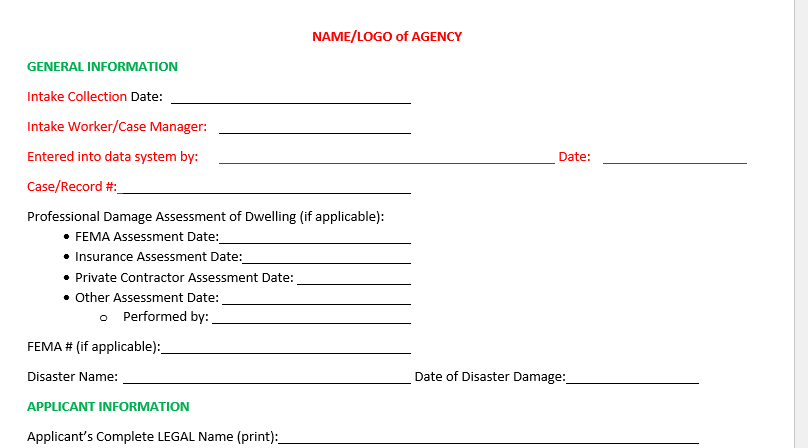 NAME/LOGO of AGENCY
GENERAL INFORMATION
Intake Collection Date:
Intake Worker/Case Manager:
Entered into data system by: Date:
Case/Record #:
Professional Damage Assessment of Dwelling (if applicable):
• FEMA Assessment Date:
• Insurance Assessment Date:
• Private Contractor Assessment Date:
• Other Assessment Date:
o Performed by:
FEMA # (if applicable):
Disaster Name: Date of Disaster Damage:
APPLICANT INFORMATION
Applicant’s Complete LEGAL Name (print):